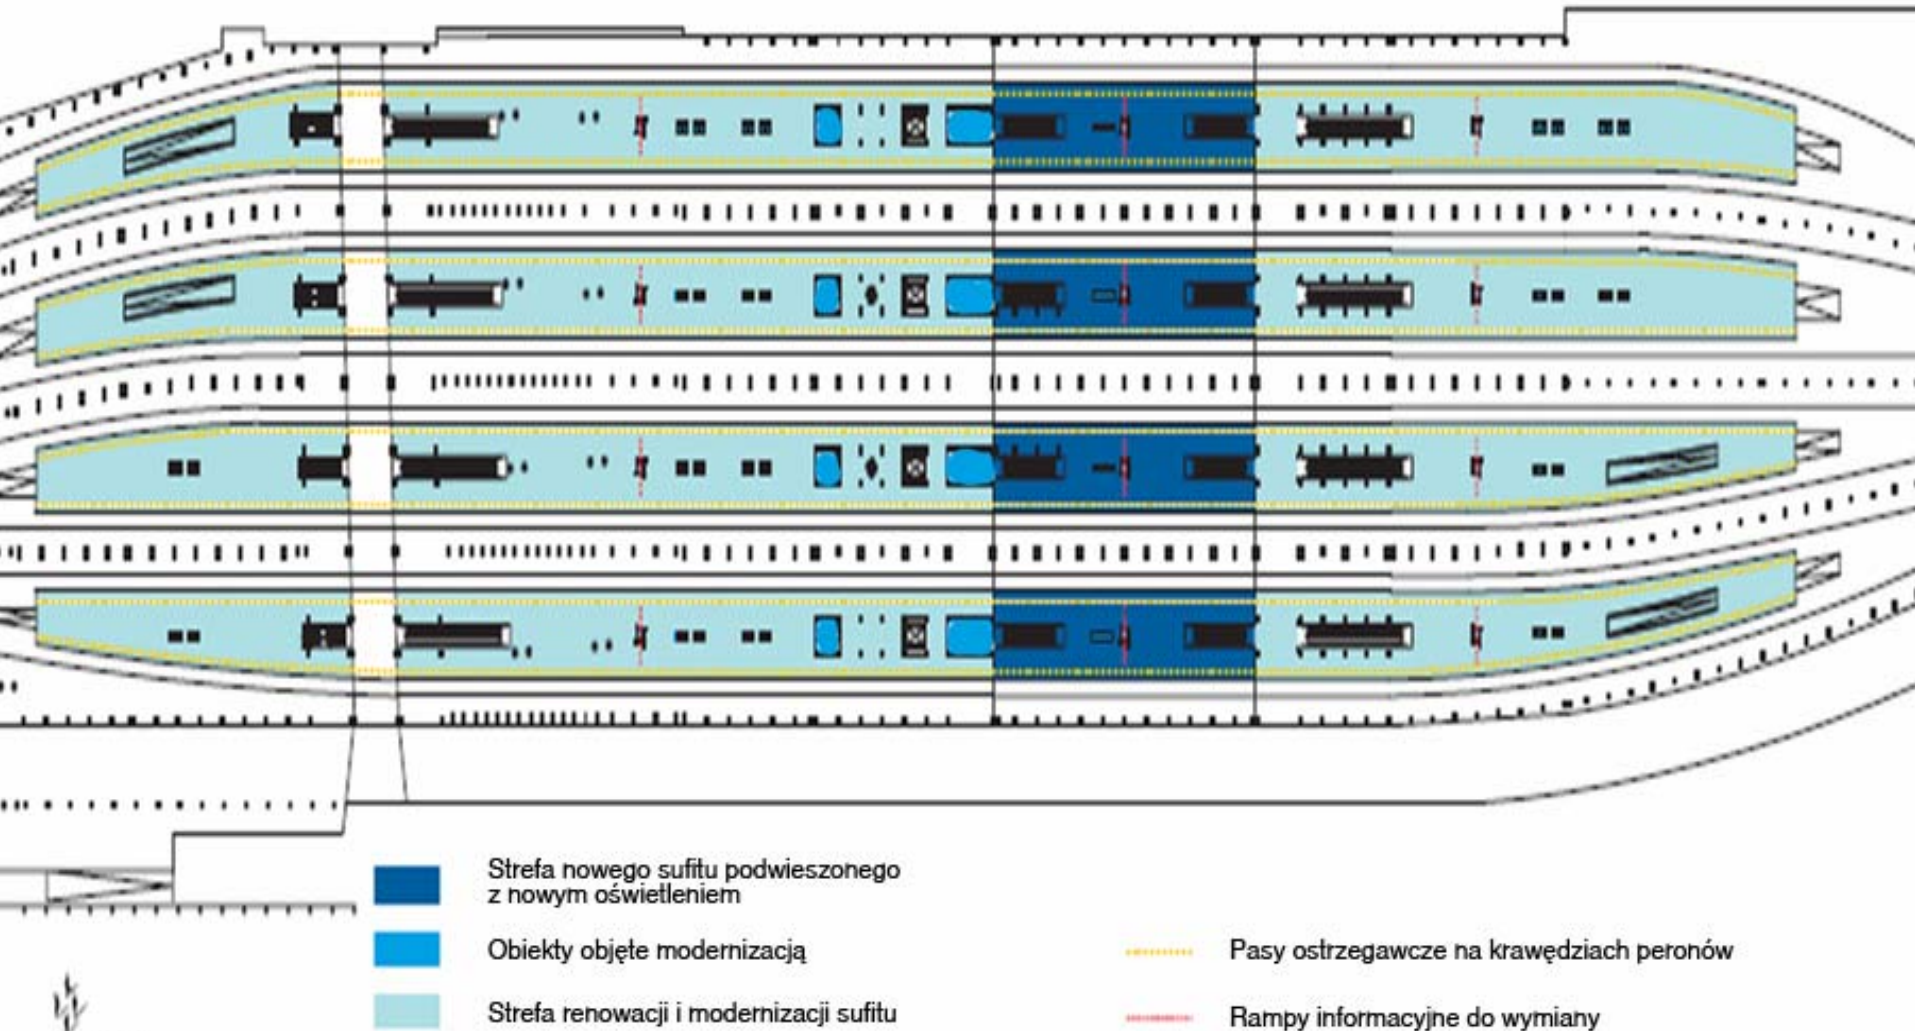 Strefa nowego sufitu podwieszonego
z nowym oświetleniem
Obiekty objęte modernizacją
Strefa renowacji i modernizacji sufitu
Pasy ostrzegawcze na krawędziach peronów
Rampy informacyjne do wymiany